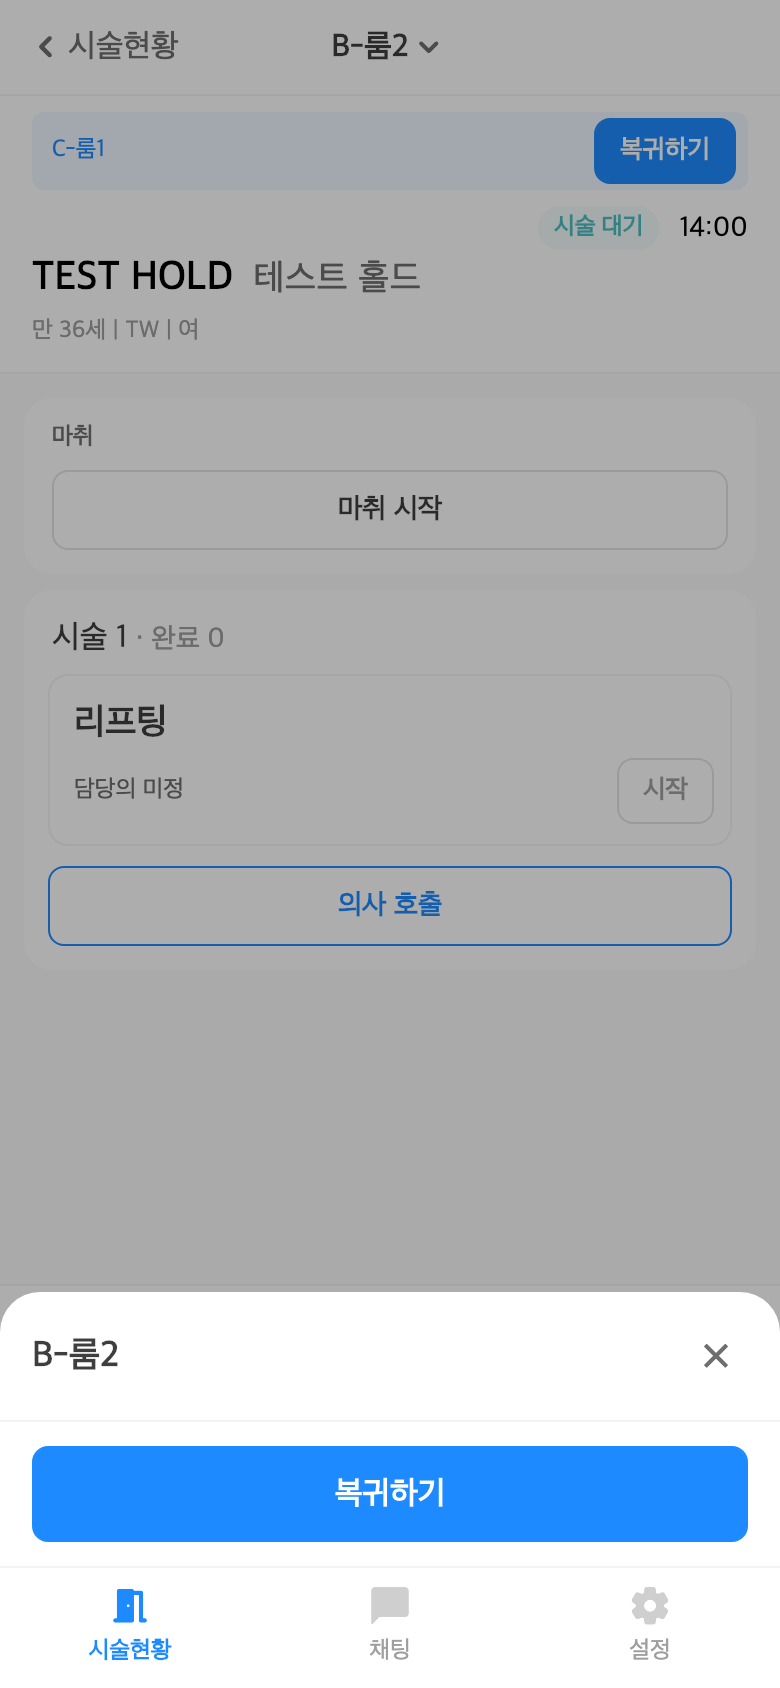 시술현황
B-룸2
C-룸1
복귀하기
시술 대기
14:00
TEST HOLD 테스트 홀드
만 36세 | TW | 여
마취
마취 시작
시술 1 · 완료 0
리프팅
담당의 미정
시작
의사 호출
B-룸2
복귀하기
시술현황
채팅
설정